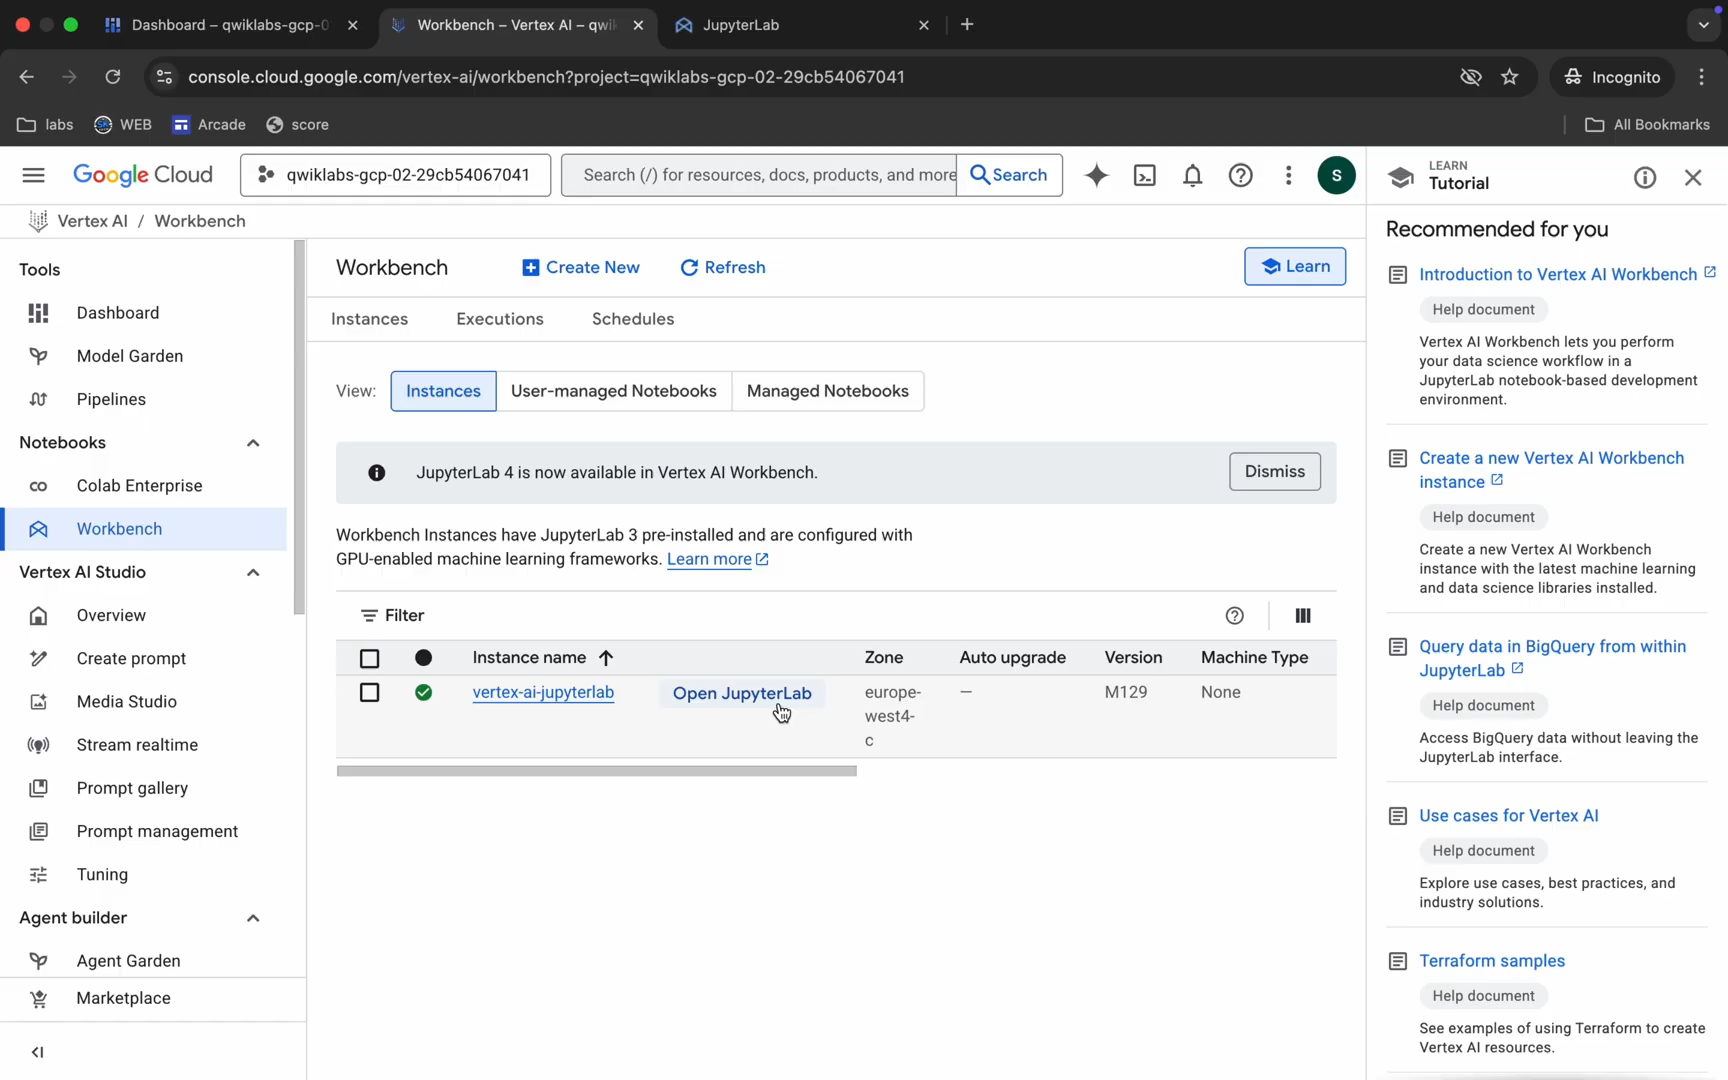 Dashboard – qwiklabs-gcp-0
Workbench – Vertex AI – qwi
JupyterLab
console.cloud.google.com/vertex-ai/workbench?project=qwiklabs-gcp-02-29cb54067041
Incognito
labs
WEB
Arcade
score
All Bookmarks
Google Cloud
qwiklabs-gcp-02-29cb54067041
Search (/) for resources, docs, products, and more
Search
S
LEARN
Tutorial
Vertex AI / Workbench
Tools
Dashboard
Model Garden
Pipelines
Notebooks
Colab Enterprise
Workbench
Vertex AI Studio
Overview
Create prompt
Media Studio
Stream realtime
Prompt gallery
Prompt management
Tuning
Agent builder
Agent Garden
Marketplace
Workbench
Create New
Refresh
Learn
Instances
Executions
Schedules
View:
Instances
User-managed Notebooks
Managed Notebooks
JupyterLab 4 is now available in Vertex AI Workbench.
Dismiss
Workbench Instances have JupyterLab 3 pre-installed and are configured with
GPU-enabled machine learning frameworks. Learn more
Filter
Instance name
Zone
Auto upgrade
Version
Machine Type
vertex-ai-jupyterlab
Open JupyterLab
europe-
west4-
c
—
M129
None
Recommended for you
Introduction to Vertex AI Workbench
Help document
Vertex AI Workbench lets you perform
your data science workflow in a
JupyterLab notebook-based development
environment.
Create a new Vertex AI Workbench
instance
Help document
Create a new Vertex AI Workbench
instance with the latest machine learning
and data science libraries installed.
Query data in BigQuery from within
JupyterLab
Help document
Access BigQuery data without leaving the
JupyterLab interface.
Use cases for Vertex AI
Help document
Explore use cases, best practices, and
industry solutions.
Terraform samples
Help document
See examples of using Terraform to create
Vertex AI resources.